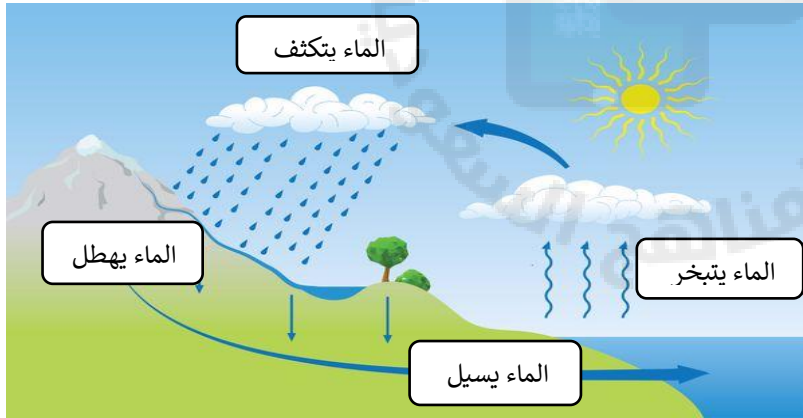 الماء يتكثف
الماء يهطل
الماء يتبخر
الماء يسيل